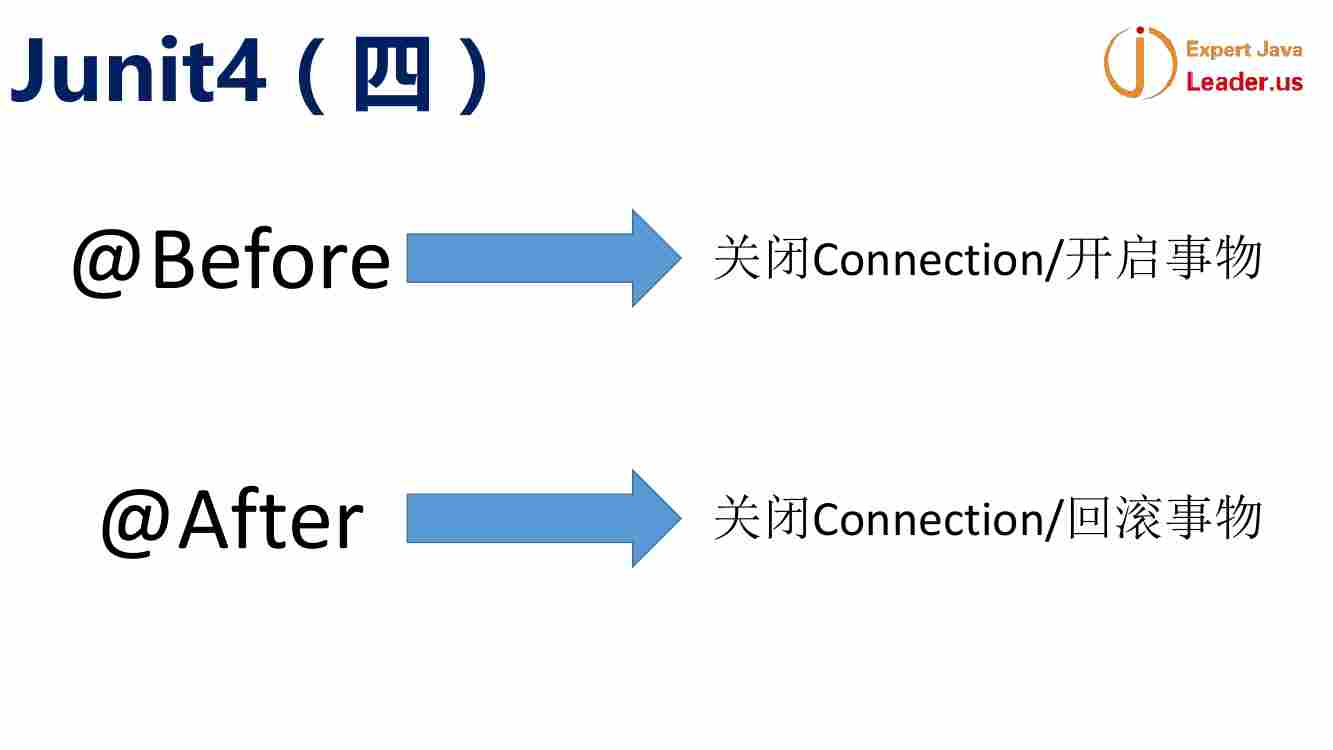 Junit4（四）
Expert Java
Leader.us
@Before
关闭Connection/开启事物
@After
关闭Connection/回滚事物